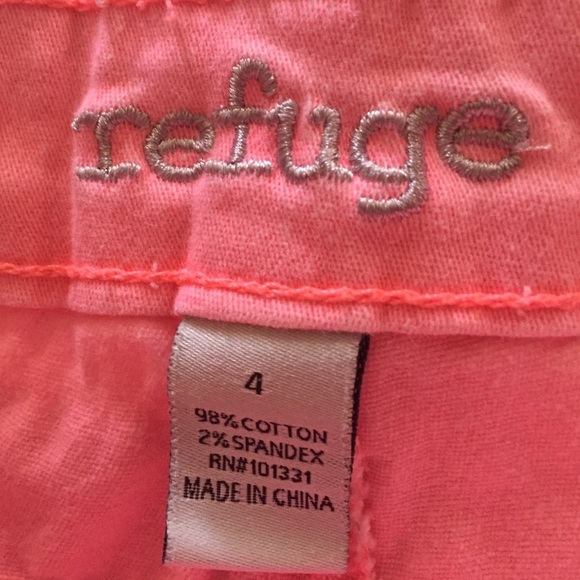 refuge
4
98% COTTON
2% SPANDEX
RN#101331
MADE IN CHINA